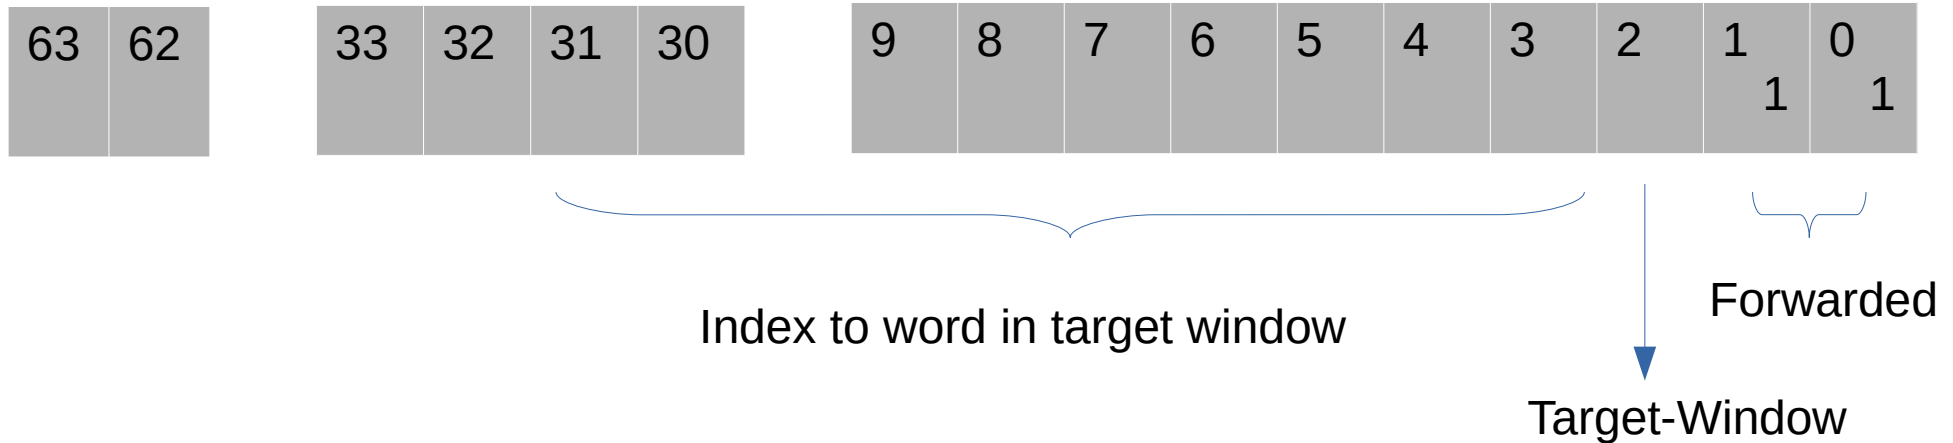 63 62 33 32 31 30 9 8 7 6 5 4 3 2 1 0
1 1
Index to word in target window
Forwarded
Target-Window